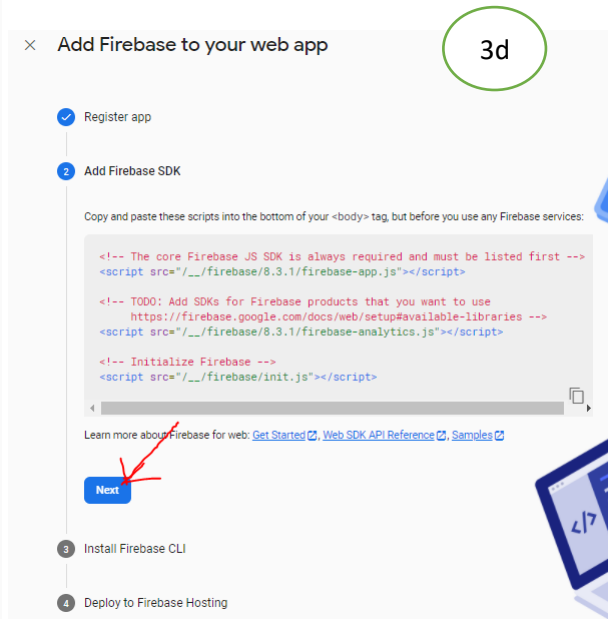 Add Firebase to your web app
3d
Register app
2 Add Firebase SDK
Copy and paste these scripts into the bottom of your <body> tag, but before you use any Firebase services:
<!-- The core Firebase JS SDK is always required and must be listed first -->
<script src="/__/firebase/8.3.1/firebase-app.js"></script>
<!-- TODO: Add SDKs for Firebase products that you want to use
https://firebase.google.com/docs/web/setup#available-libraries -->
<script src="/__/firebase/8.3.1/firebase-analytics.js"></script>
<!-- Initialize Firebase -->
<script src="/__/firebase/init.js"></script>
Learn more about Firebase for web: Get Started, Web SDK API Reference, Samples
Next
3 Install Firebase CLI
4 Deploy to Firebase Hosting
</>